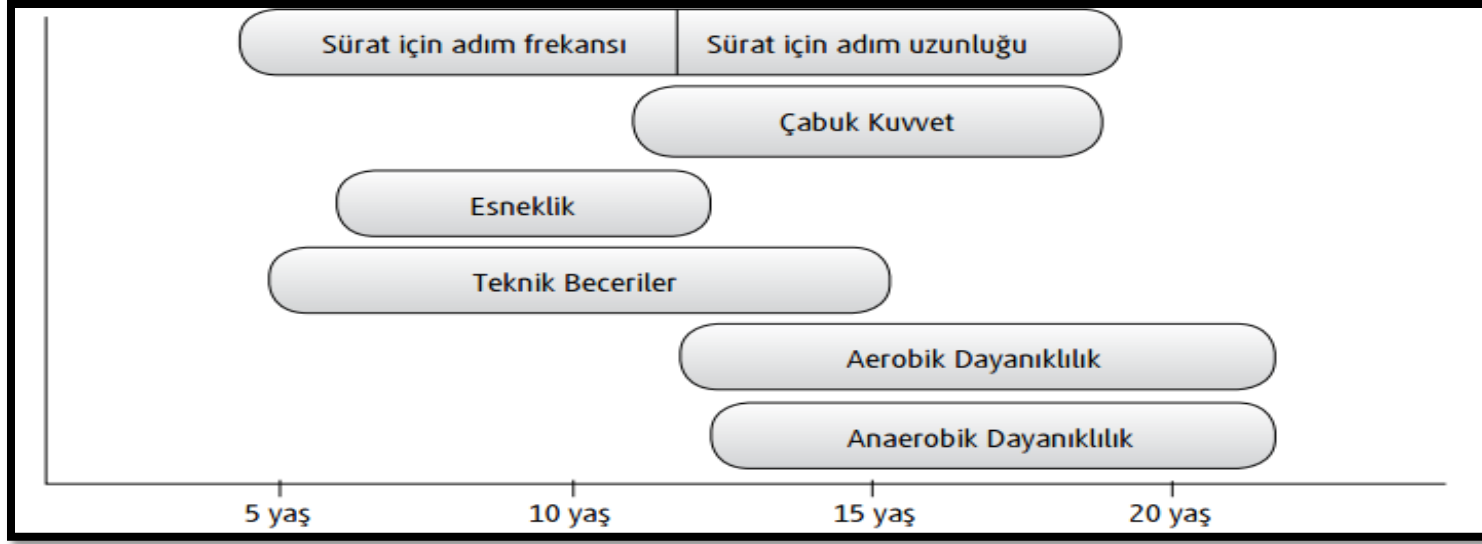 Sürat için adım frekansı
Sürat için adım uzunluğu
Çabuk Kuvvet
Esneklik
Teknik Beceriler
Aerobik Dayanıklılık
Anaerobik Dayanıklılık
5 yaş
10 yaş
15 yaş
20 yaş